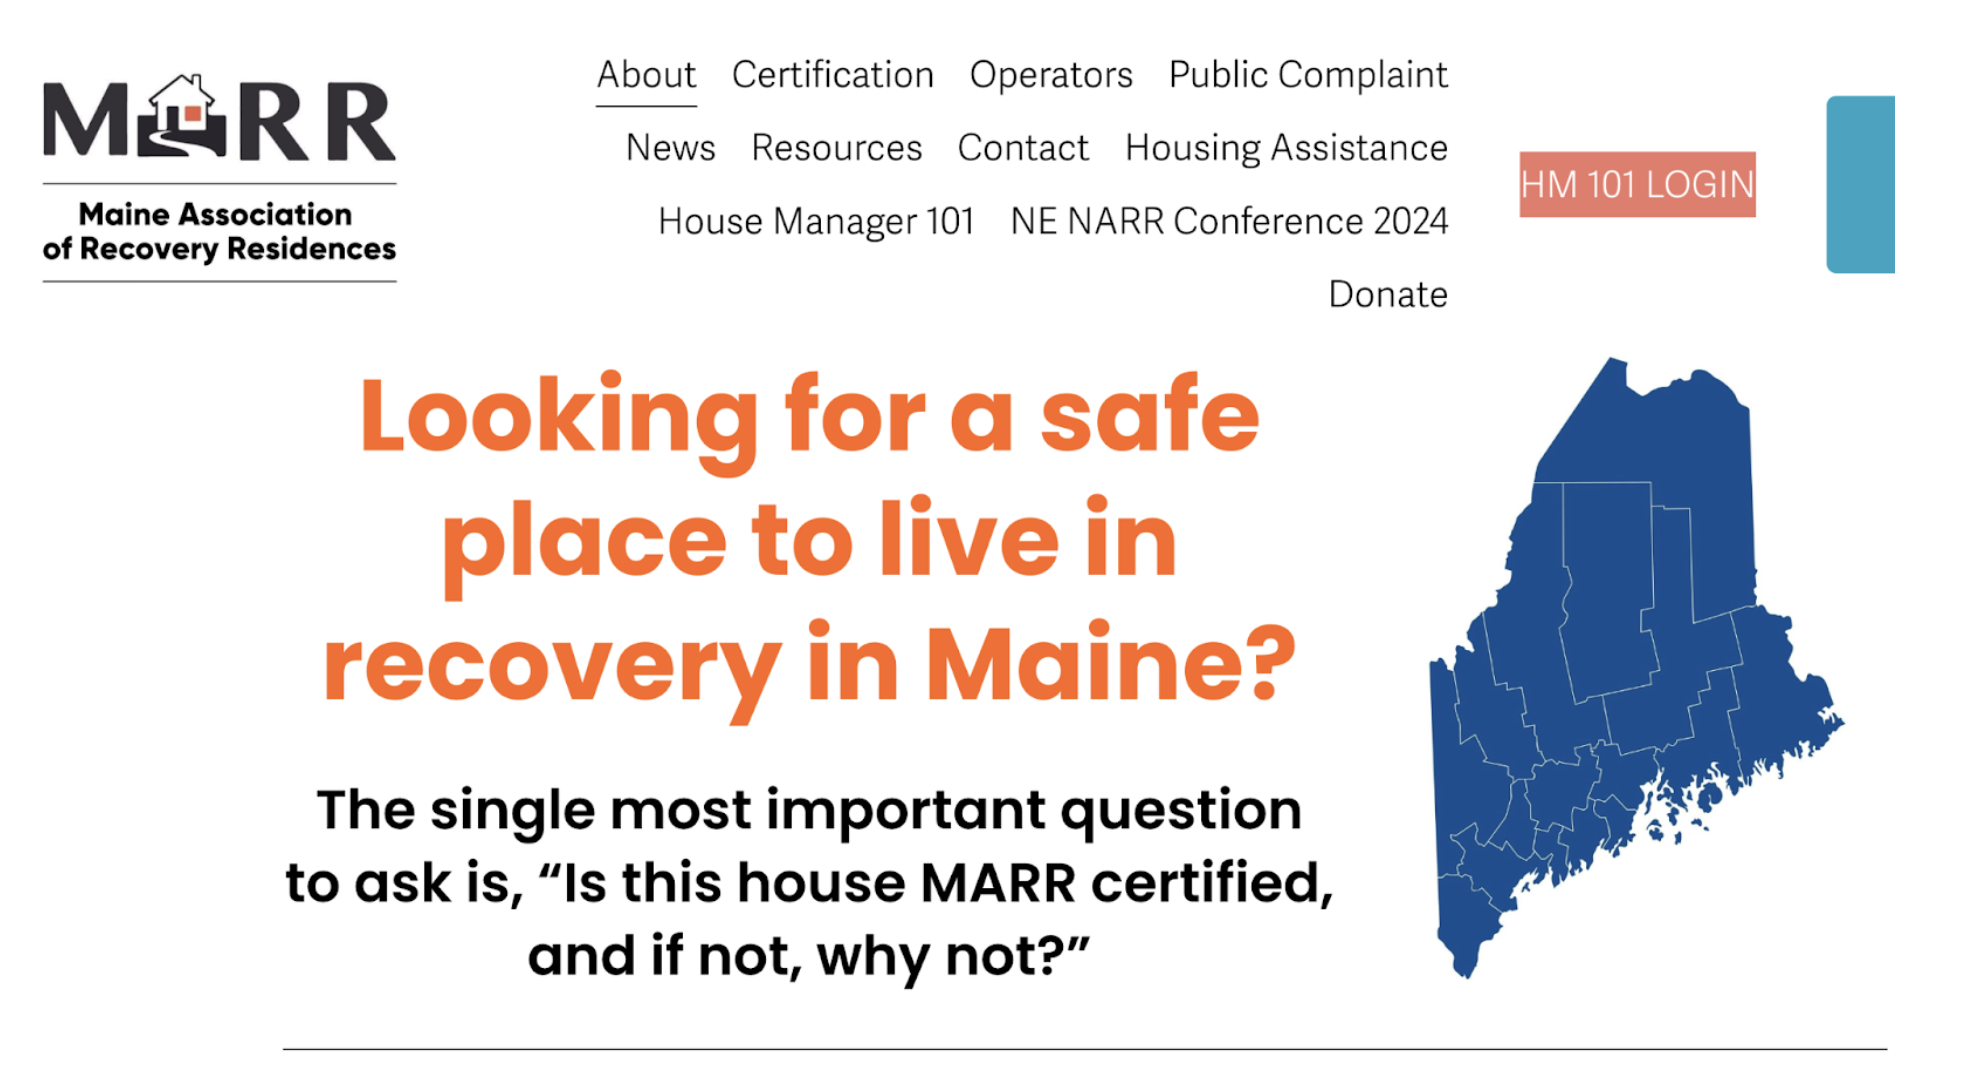 MARR
Maine Association
of Recovery Residences
About Certification Operators Public Complaint
News Resources Contact Housing Assistance
House Manager 101 NE NARR Conference 2024
Donate
HM 101 LOGIN
Looking for a safe
place to live in
recovery in Maine?
The single most important question
to ask is, “Is this house MARR certified,
and if not, why not?”